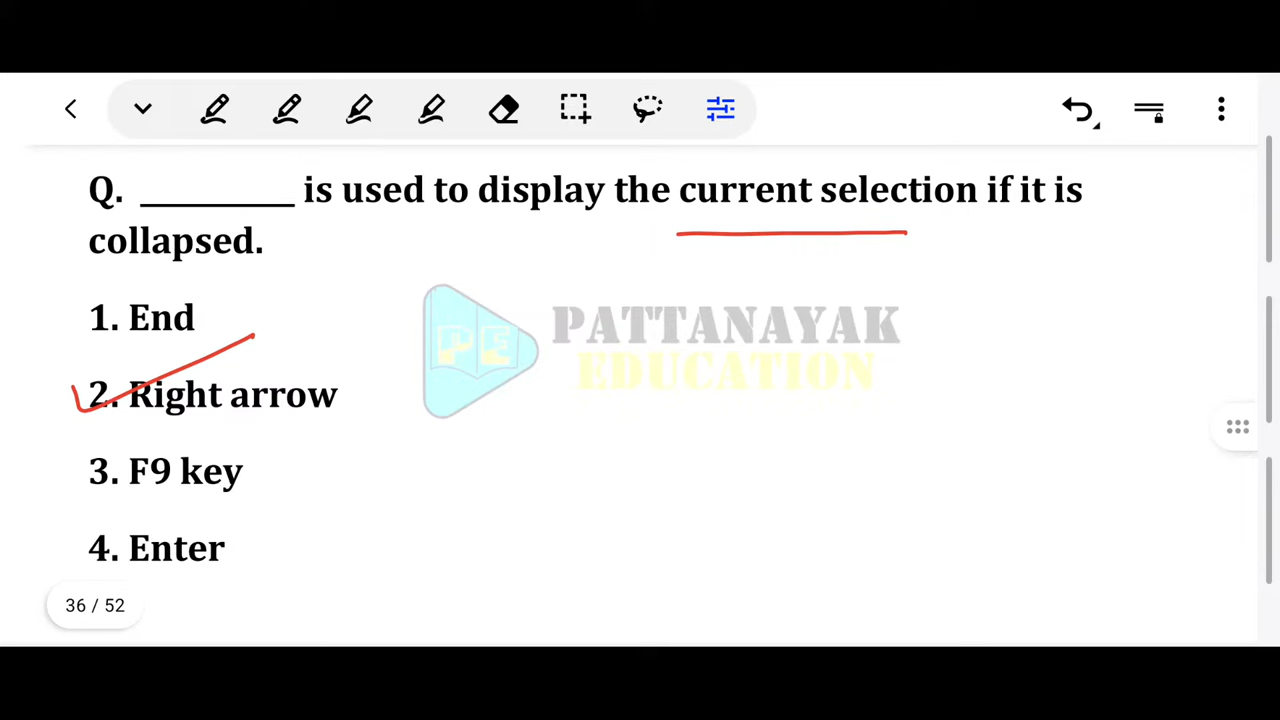 Q. __________ is used to display the current selection if it is
collapsed.
1. End
PATTANAYAK
EDUCATION
2. Right arrow
3. F9 key
4. Enter
36 / 52